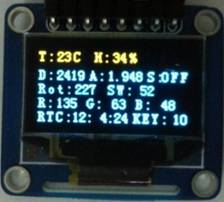 T:23C H:34%
D:2419 A:1.948 S:OFF
Rot:227 SW: 52
R:135 G: 63 B: 48
RTC:12: 4:24 KEY: 10